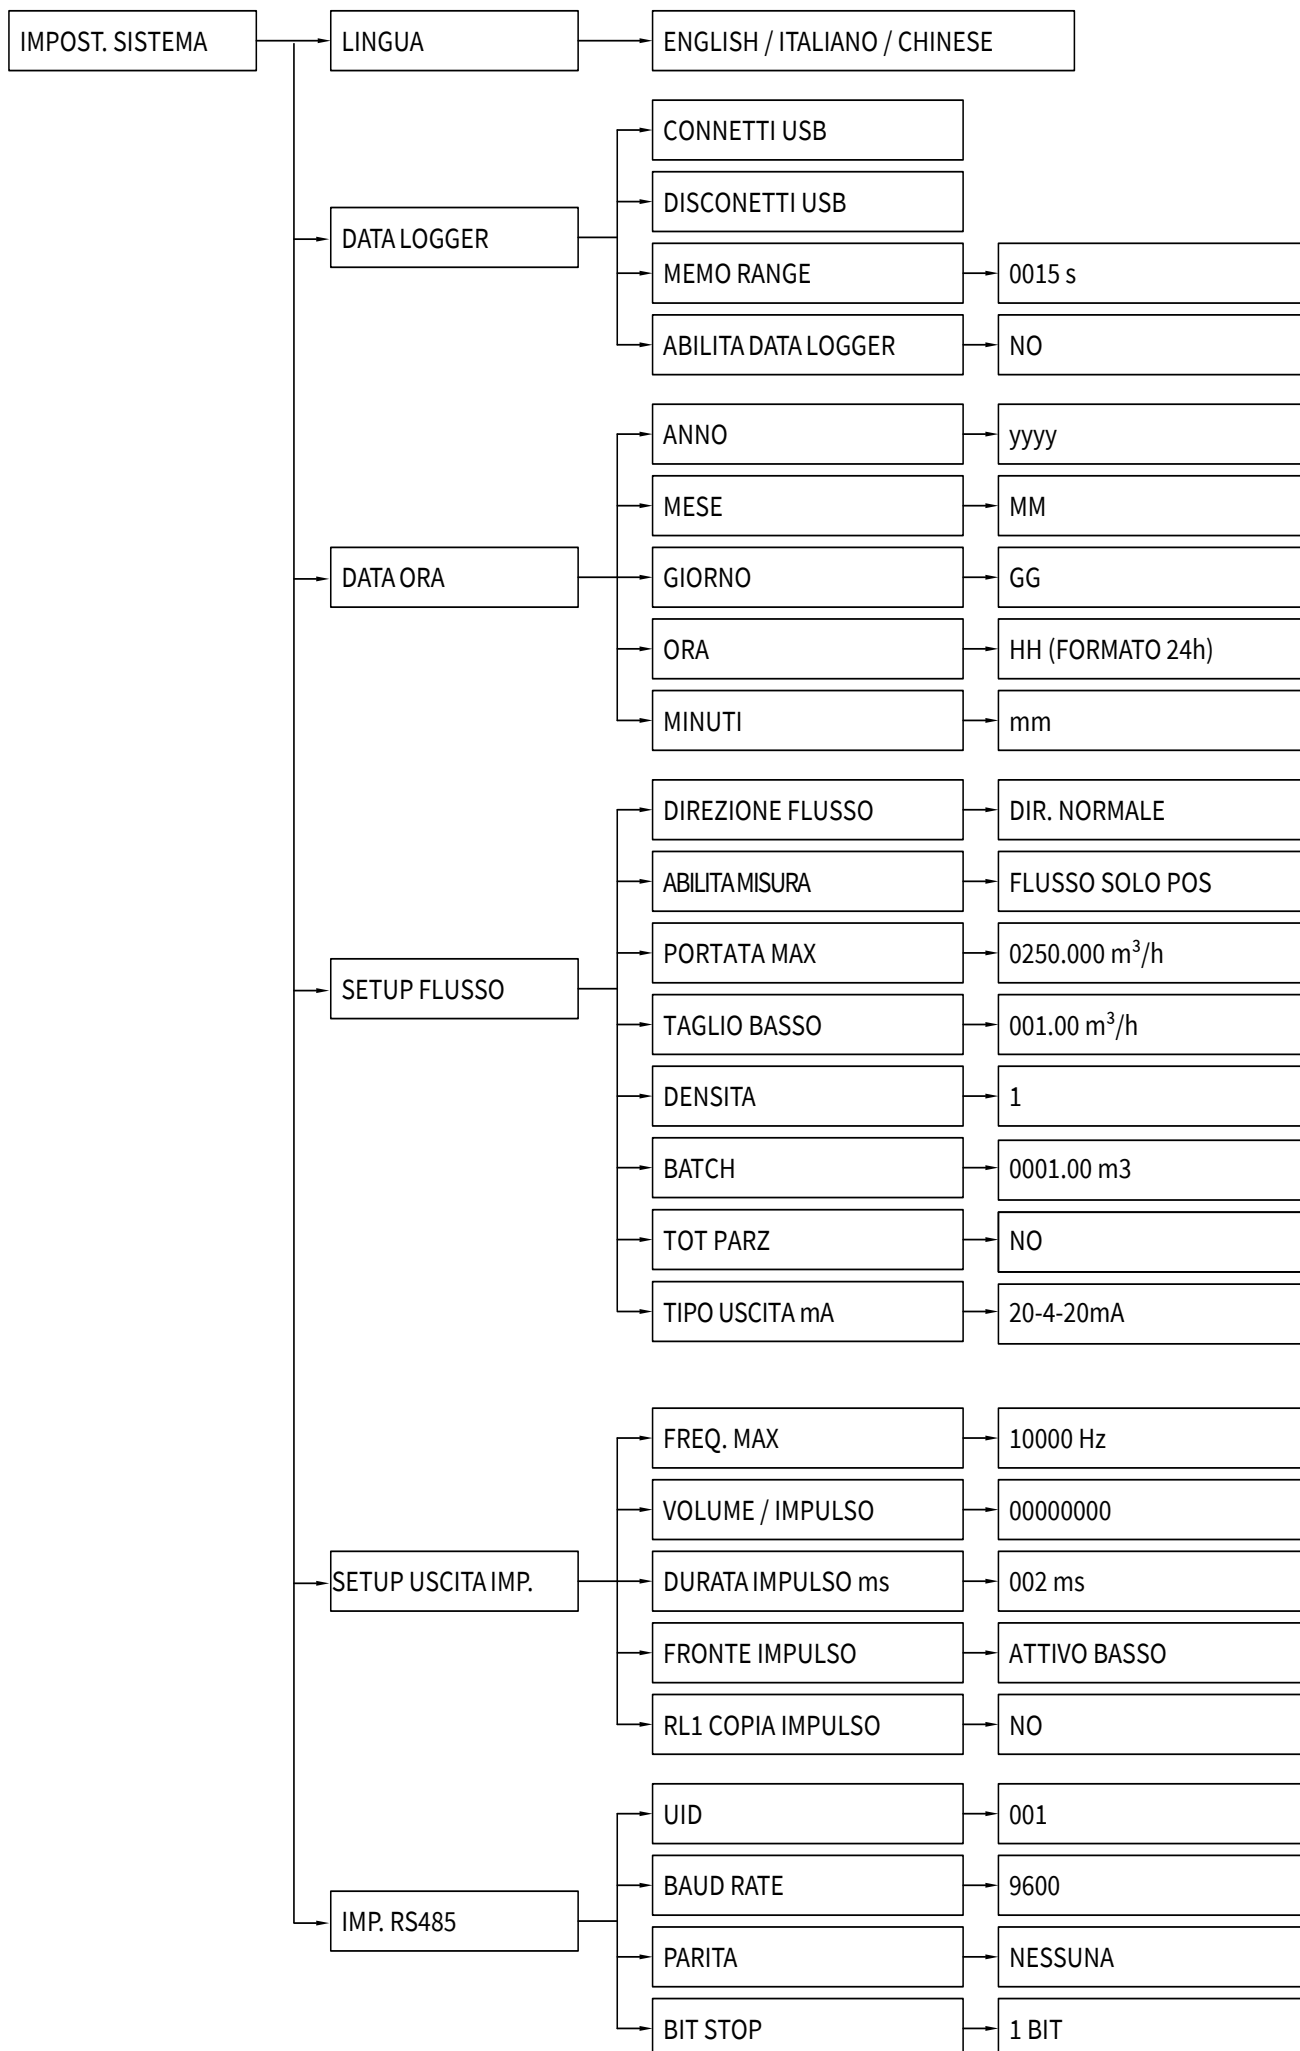 IMPOST. SISTEMA
LINGUA
ENGLISH / ITALIANO / CHINESE
DATA LOGGER
CONNETTI USB
DISCONETTI USB
MEMO RANGE
0015 s
ABILITA DATA LOGGER
NO
DATA ORA
ANNO
yyyy
MESE
MM
GIORNO
GG
ORA
HH (FORMATO 24h)
MINUTI
mm
SETUP FLUSSO
DIREZIONE FLUSSO
DIR. NORMALE
ABILITA MISURA
FLUSSO SOLO POS
PORTATA MAX
0250.000 m³/h
TAGLIO BASSO
001.00 m³/h
DENSITA
1
BATCH
0001.00 m3
TOT PARZ
NO
TIPO USCITA mA
20-4-20mA
SETUP USCITA IMP.
FREQ. MAX
10000 Hz
VOLUME / IMPULSO
00000000
DURATA IMPULSO ms
002 ms
FRONTE IMPULSO
ATTIVO BASSO
RL1 COPIA IMPULSO
NO
IMP. RS485
UID
001
BAUD RATE
9600
PARITA
NESSUNA
BIT STOP
1 BIT